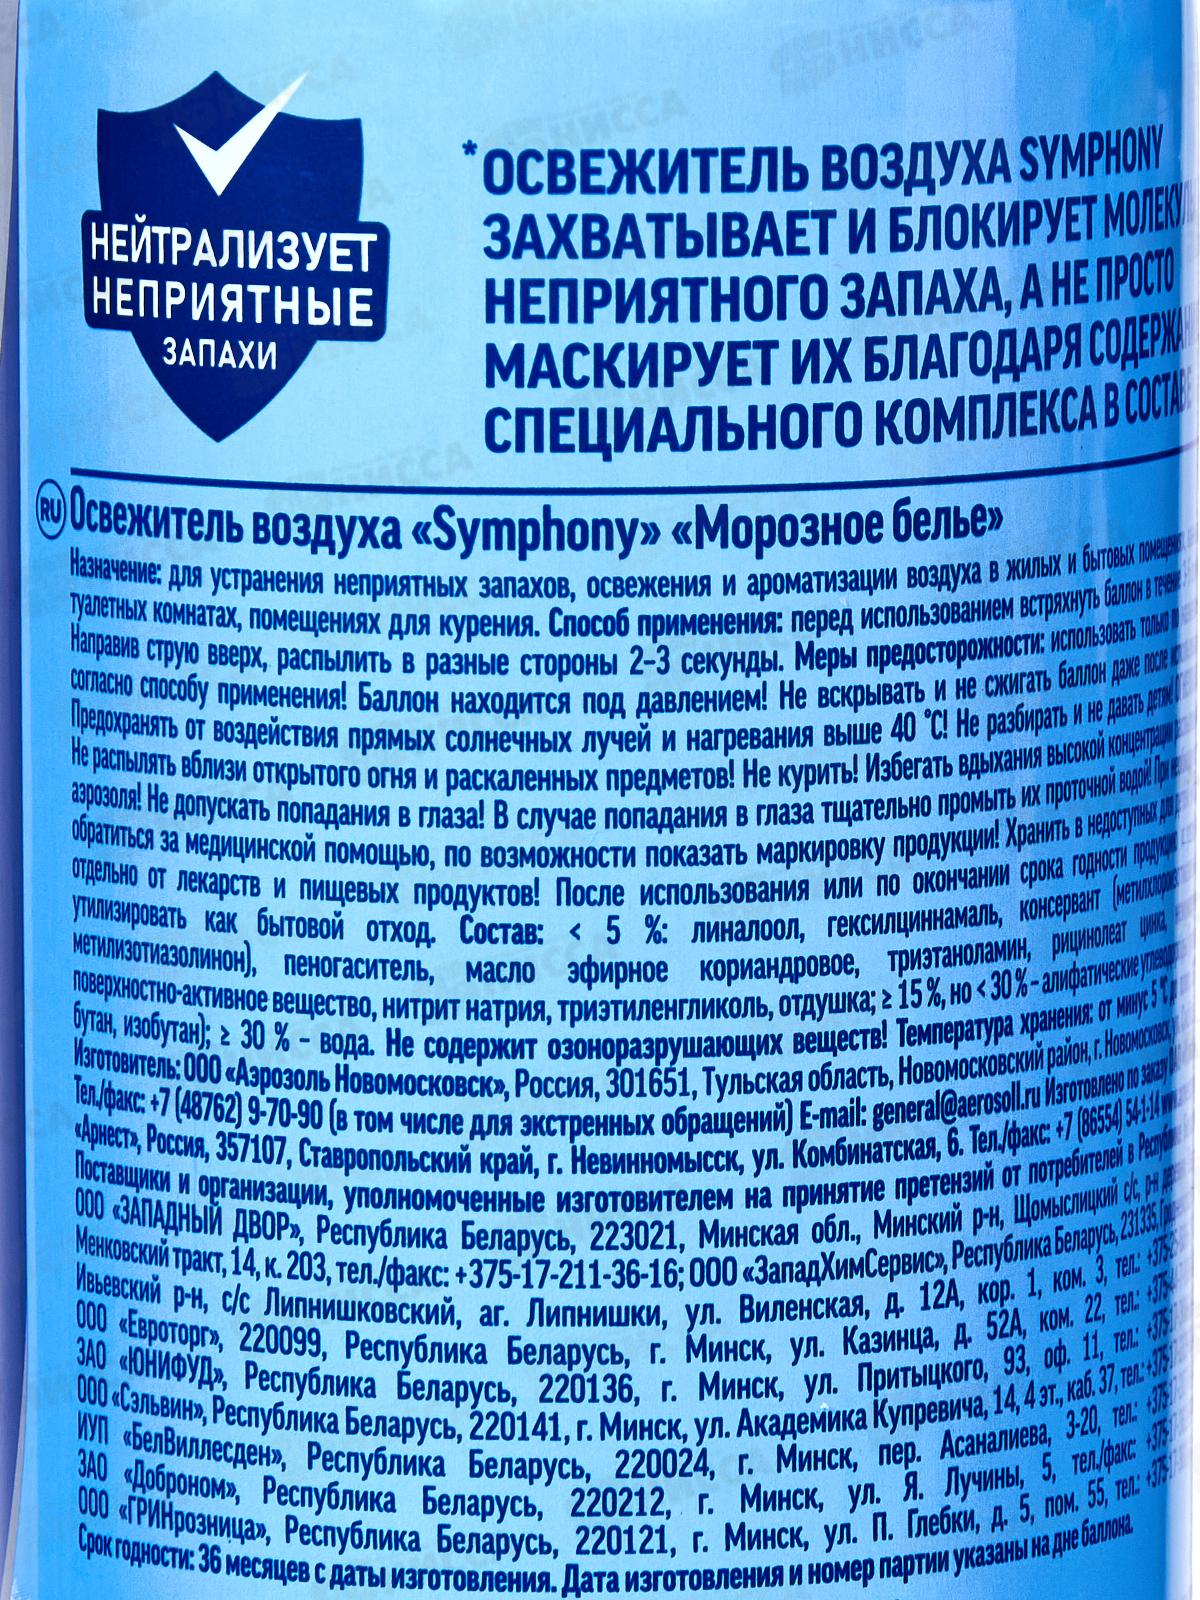 НЕЙТРАЛИЗУЕТ
НЕПРИЯТНЫЕ
ЗАПАХИ
*ОСВЕЖИТЕЛЬ ВОЗДУХА SYMPHONY
ЗАХВАТЫВАЕТ И БЛОКИРУЕТ
НЕПРИЯТНОГО ЗАПАХА, А НЕ ПРОСТО
МАСКИРУЕТ ИХ БЛАГОДАРЯ
СПЕЦИАЛЬНОГО КОМПЛЕКСА В
RU Освежитель воздуха «Symphony» «Морозное белье»
Назначение: для устранения неприятных запахов, освежения и ароматизации воздуха в жилых и бытовых
туалетных комнатах, помещениях для курения. Способ применения: перед использованием встряхнуть баллон в
Направив струю вверх, распылить в разные стороны 2-3 секунды. Меры предосторожности: использовать только
согласно способу применения! Баллон находится под давлением! Не вскрывать и не сжигать баллон даже после
Предохранять от воздействия прямых солнечных лучей и нагревания выше 40 °С! Не разбирать и не давать детям!
Не распылять вблизи открытого огня и раскаленных предметов! Не курить! Избегать вдыхания высокой концентрации
аэрозоля! Не допускать попадания в глаза! В случае попадания в глаза тщательно промыть их проточной водой! При
обратиться за медицинской помощью, по возможности показать маркировку продукции! Хранить в недоступных для
отдельно от лекарств и пищевых продуктов! После использования или по окончании срока годности
утилизировать как бытовой отход. Состав: < 5 %: линалоол, гексилциннамаль, консервант
метилизотиазолинон), пеногаситель, масло эфирное кориандровое, триэтаноламин, рицинолеат цинка,
поверхностно-активное вещество, нитрит натрия, триэтиленгликоль, отдушка; ≥ 15 %, но < 30 % – алифатические
бутан, изобутан); ≥ 30 % – вода. Не содержит озоноразрушающих веществ! Температура хранения: от минус 5 °С
Изготовитель: ООО «Аэрозоль Новомосковск», Россия, 301651, Тульская область, Новомосковский район, г. Новомосковск,
Тел./факс: +7 (48762) 9-70-90 (в том числе для экстренных обращений) E-mail: general@aerosoll.ru Изготовлено по заказу
«Арнест», Россия, 357107, Ставропольский край, г. Невинномысск, ул. Комбинатская, 6. Тел./факс: +7 (86554) 54-1-14
Поставщики и организации, уполномоченные изготовителем на принятие претензий от потребителей в
ООО «ЗАПАДНЫЙ ДВОР», Республика Беларусь, 223021, Минская обл., Минский р-н, Щомыслицкий с/с, р-н
Менковский тракт, 14, к. 203, тел./факс: +375-17-211-36-16; ООО «ЗападХимСервис», Республика Беларусь, 231335,
Ивьевский р-н, с/с Липнишковский, аг. Липнишки, ул. Виленская, д. 12А, кор. 1, ком. 3, тел.:
ООО «Евроторг», 220099, Республика Беларусь, г. Минск, ул. Казинца, д. 52А, ком. 22, тел.:
ЗАО «ЮНИФУД», Республика Беларусь, 220136, г. Минск, ул. Притыцкого, 93, оф. 11, тел.:
ООО «Сэльвин», Республика Беларусь, 220141, г. Минск, ул. Академика Купревича, 14, 4 эт., каб. 37, тел.:
ИУП «БелВиллесден», Республика Беларусь, 220024, г. Минск, пер. Асаналиева, 3-20, тел.:
ЗАО «Доброном», Республика Беларусь, 220212, г. Минск, ул. Я. Лучины, 5, тел./факс:
ООО «ГРИНрозница», Республика Беларусь, 220121, г. Минск, ул. П. Глебки, д. 5, пом. 55, тел.:
Срок годности: 36 месяцев с даты изготовления. Дата изготовления и номер партии указаны на дне баллона.